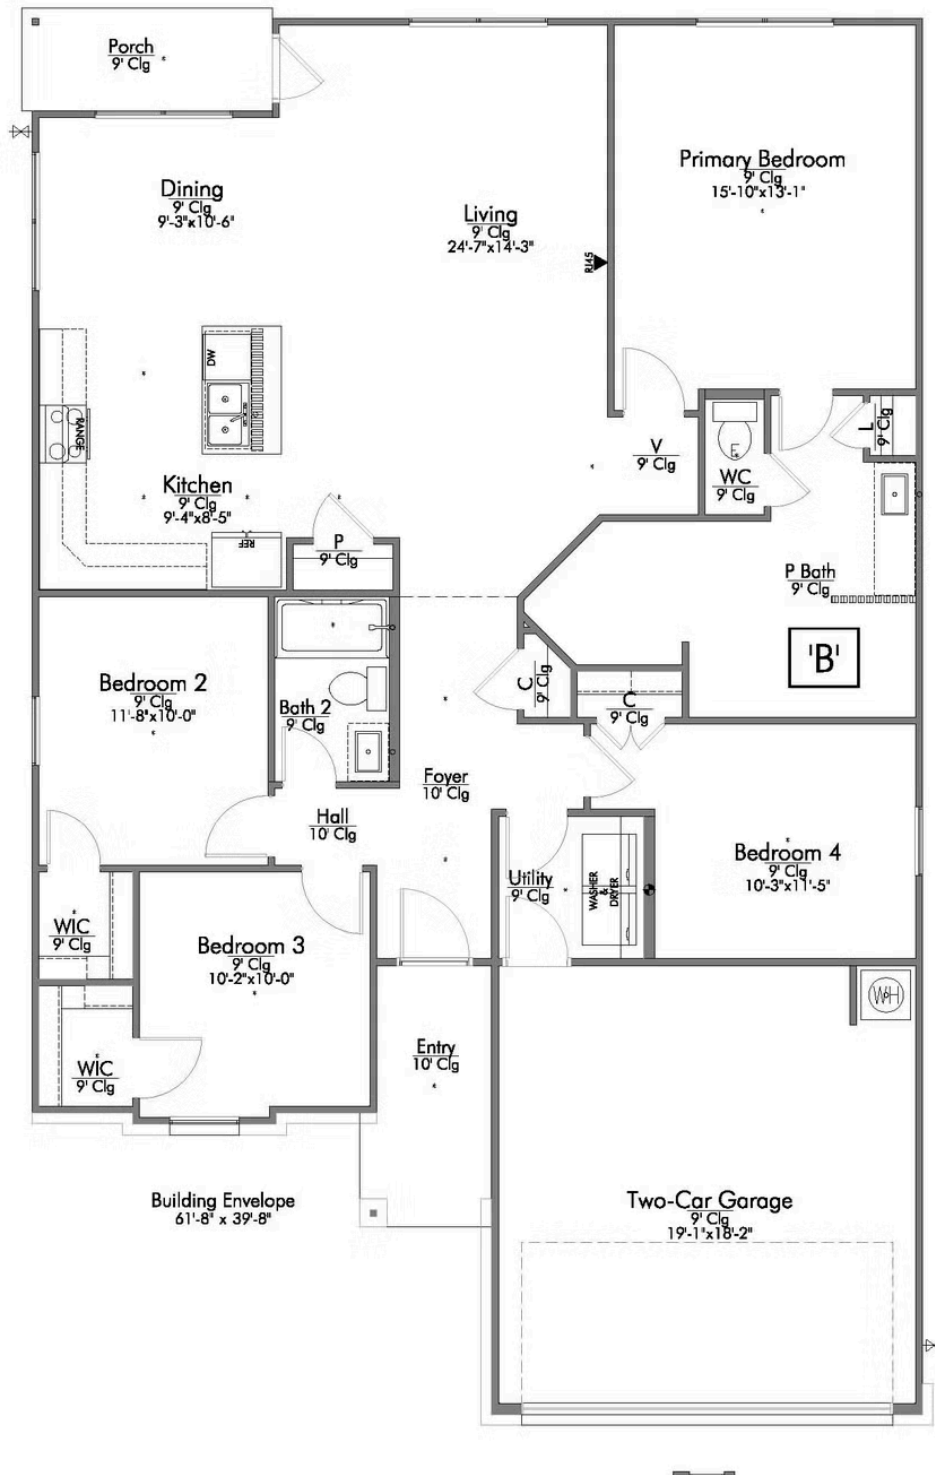 Porch
9' Clg
Primary Bedroom
9' Clg
15'-10"x13'-1"
Dining
9' Clg
9'-3"x10'-6"
Living
9' Clg
24'-7"x14'-3"
RJ45
DW
RANGE
L
9' Clg
V
9' Clg
WC
9' Clg
Kitchen
9' Clg
9'-4"x8'-5"
REF
P
9' Clg
P Bath
9' Clg
'B'
Bedroom 2
9' Clg
11'-8"x10'-0"
Bath 2
9' Clg
C
9' Clg
C
9' Clg
Foyer
10' Clg
Hall
10' Clg
Utility
9' Clg
WASHER
&
DRYER
Bedroom 4
9' Clg
10'-3"x11'-5"
WIC
9' Clg
Bedroom 3
9' Clg
10'-2"x10'-0"
WH
WIC
9' Clg
Entry
10' Clg
Building Envelope
61'-8" x 39'-8"
Two-Car Garage
9' Clg
19'-1"x18'-2"